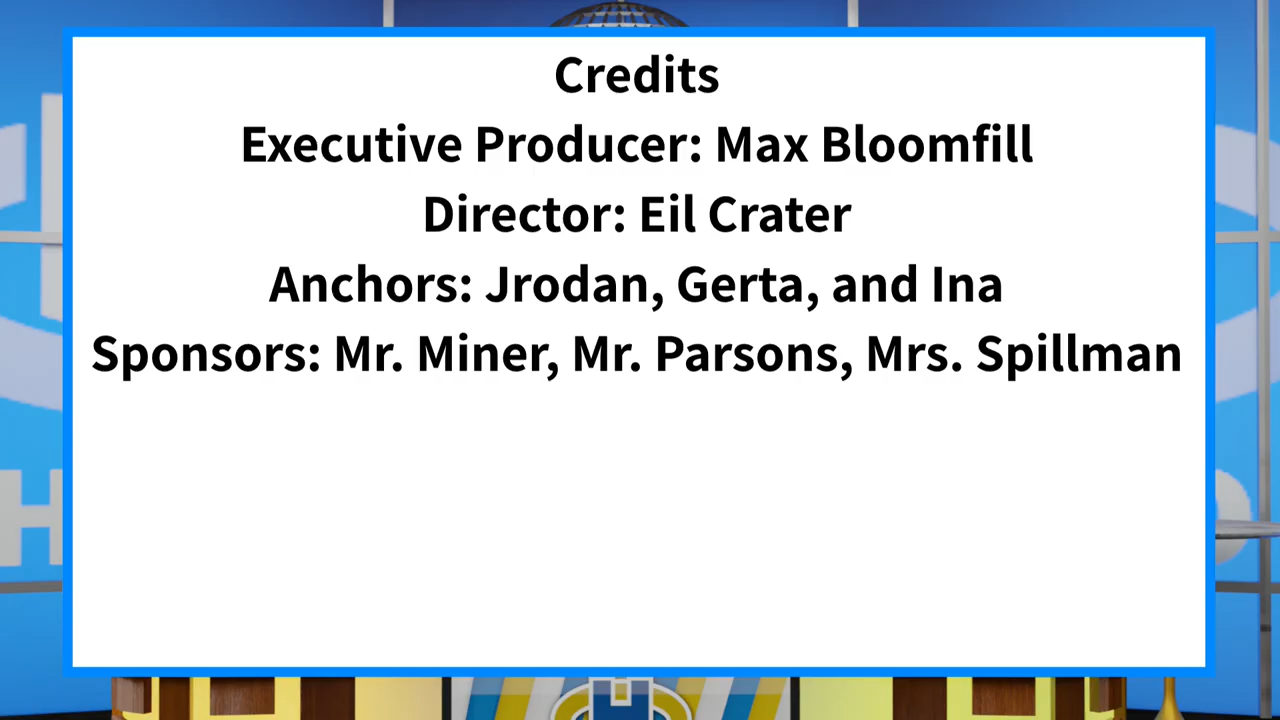 Credits
Executive Producer: Max Bloomfill
Director: Eil Crater
Anchors: Jrodan, Gerta, and Ina
Sponsors: Mr. Miner, Mr. Parsons, Mrs. Spillman